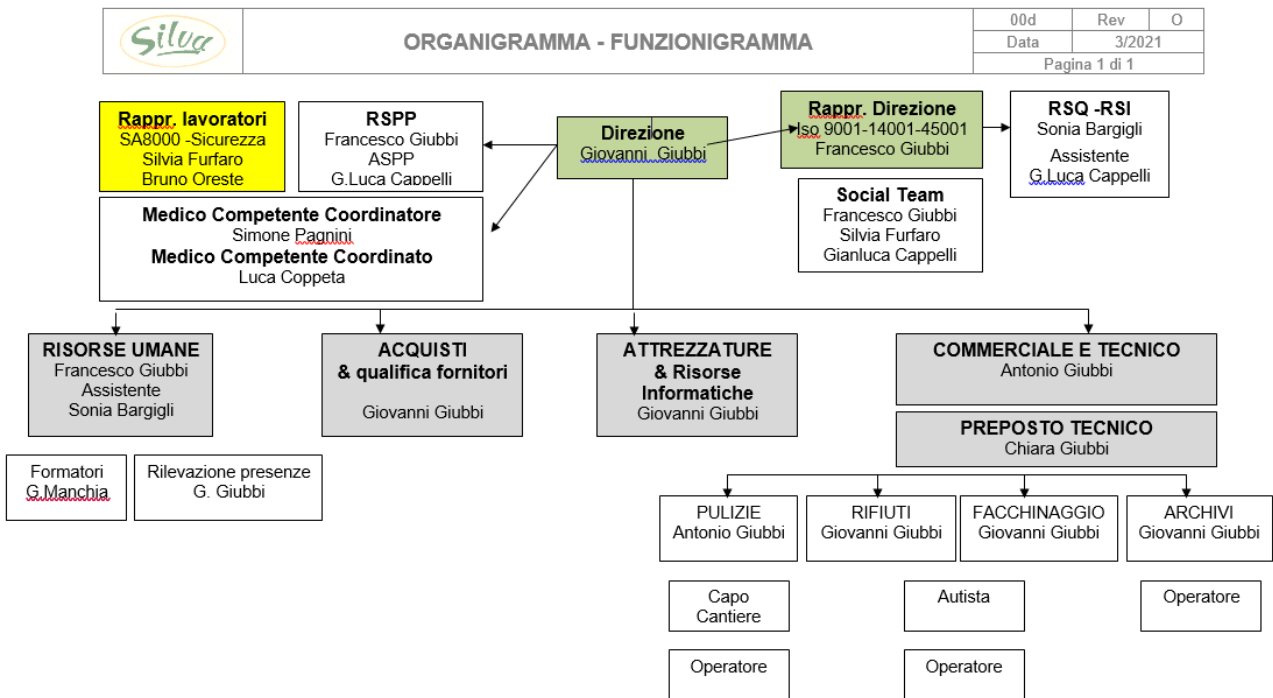 Silva
ORGANIGRAMMA - FUNZIONIGRAMMA
00d Rev O
Data 3/2021
Pagina 1 di 1
Rappr. lavoratori
SA8000 -Sicurezza
Silvia Furfaro
Bruno Oreste
RSPP
Francesco Giubbi
ASPP
G.Luca Cappelli
Direzione
Giovanni Giubbi
Rappr. Direzione
Iso 9001-14001-45001
Francesco Giubbi
RSQ -RSI
Sonia Bargigli
Assistente
G.Luca Cappelli
Medico Competente Coordinatore
Simone Pagnini
Medico Competente Coordinato
Luca Coppeta
Social Team
Francesco Giubbi
Silvia Furfaro
Gianluca Cappelli
RISORSE UMANE
Francesco Giubbi
Assistente
Sonia Bargigli
ACQUISTI
& qualifica fornitori
Giovanni Giubbi
ATTREZZATURE
& Risorse
Informatiche
Giovanni Giubbi
COMMERCIALE E TECNICO
Antonio Giubbi
PREPOSTO TECNICO
Chiara Giubbi
Formatori
G.Manchia
Rilevazione presenze
G. Giubbi
PULIZIE
Antonio Giubbi
RIFIUTI
Giovanni Giubbi
FACCHINAGGIO
Giovanni Giubbi
ARCHIVI
Giovanni Giubbi
Capo
Cantiere
Autista
Operatore
Operatore
Operatore